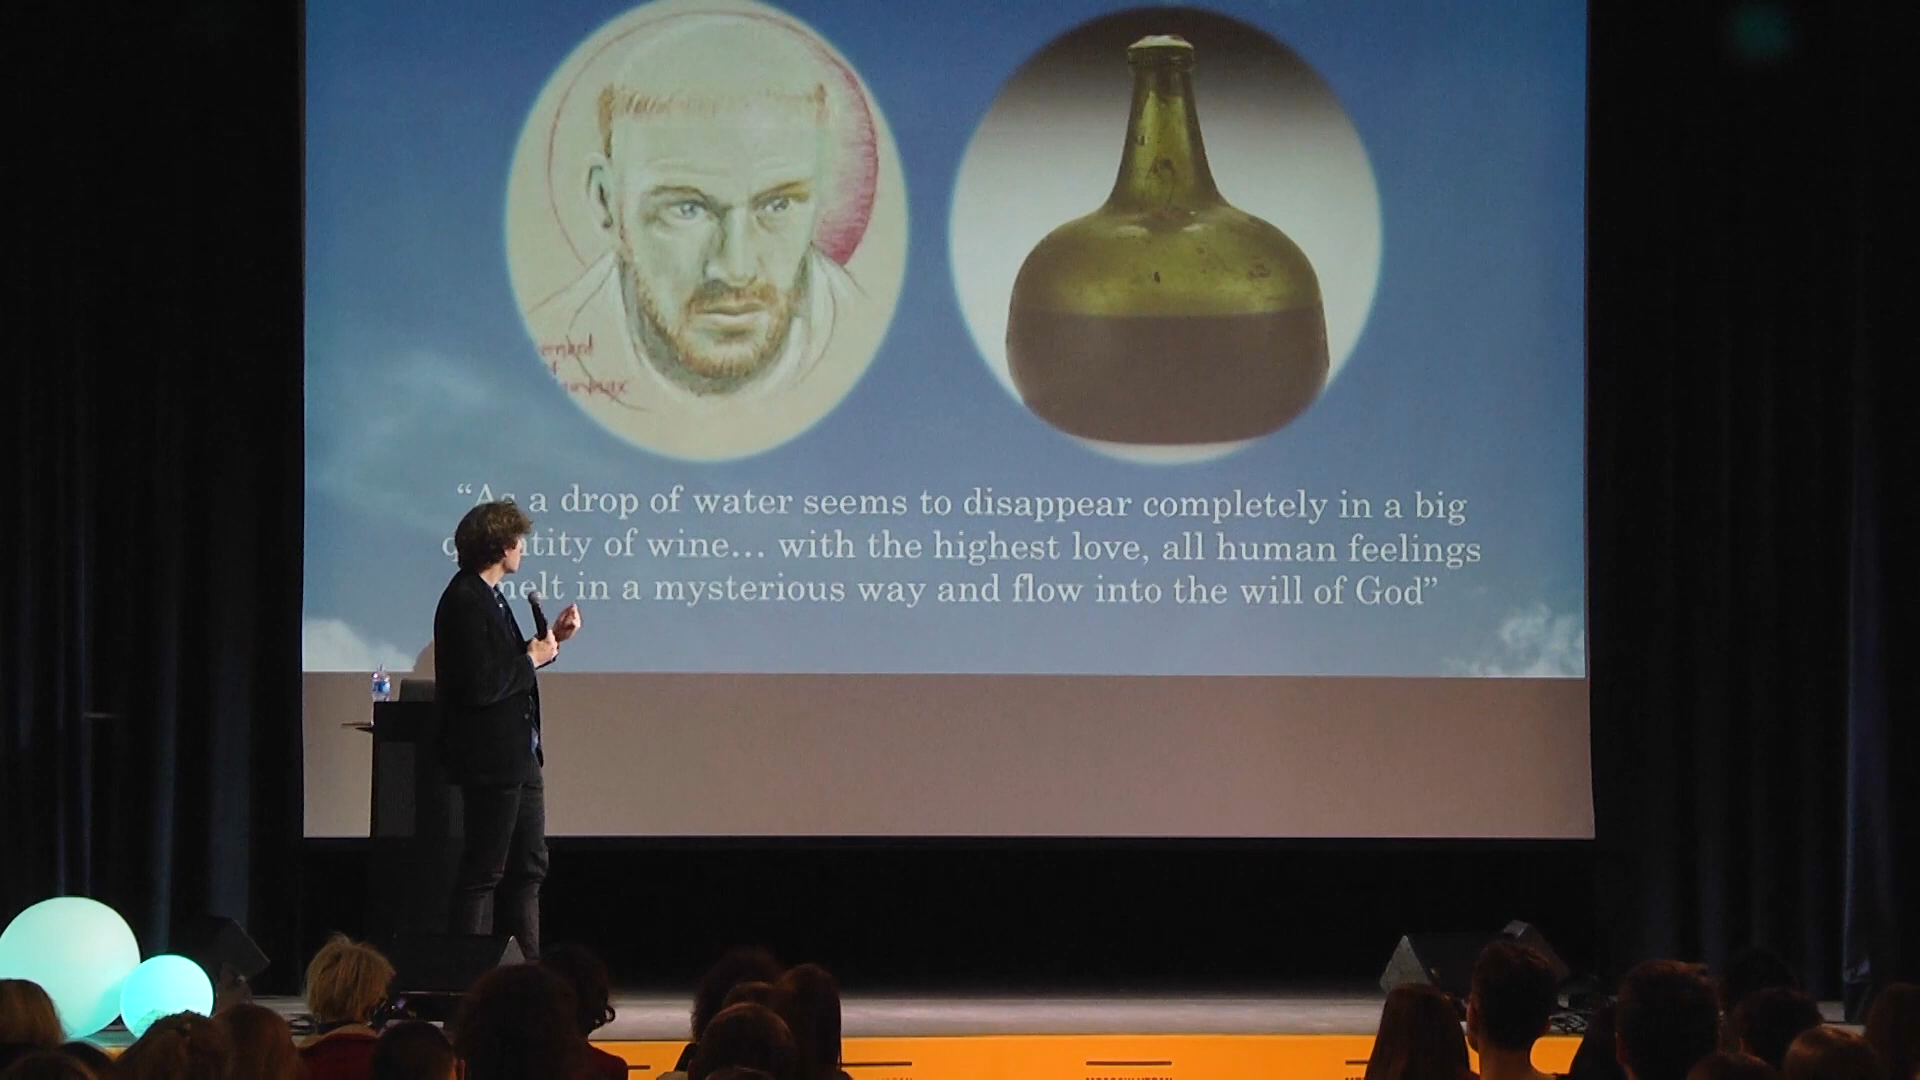 “As a drop of water seems to disappear completely in a big
of wine... with the highest love, all human feelings
melt in a mysterious way and flow into the will of God”